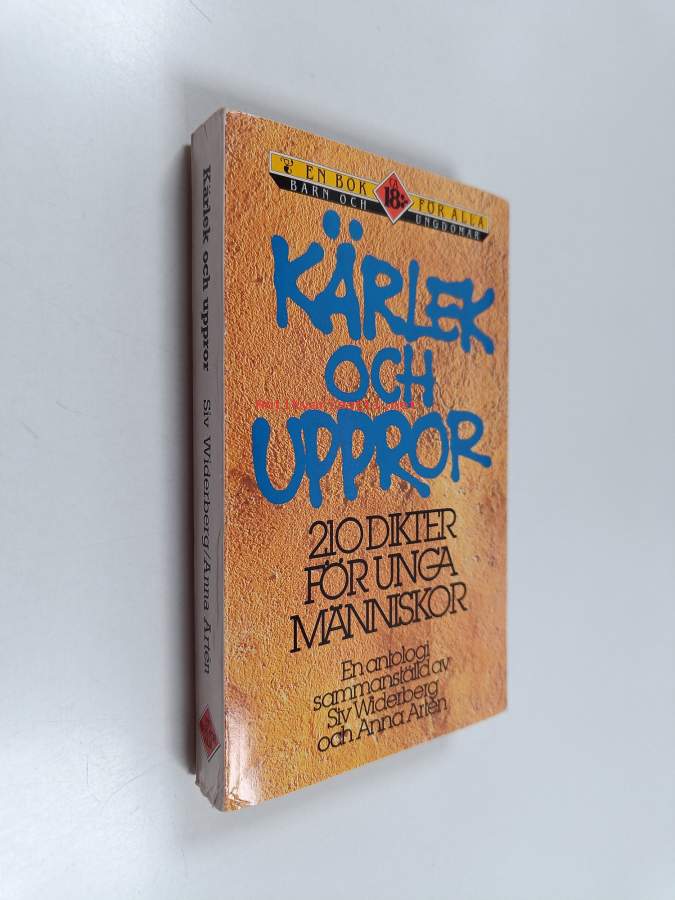 EN BOK FÖR ALLA
BARN OCH UNGDOMAR
18:-
KÄRLEK
OCH
UPPROR
210 DIKTER
FÖR UNGA
MÄNNISKOR
En antologi
sammanställd av
Siv Widerberg
och Anna Artén
Kärlek och uppror Siv Widerberg/Anna Artén